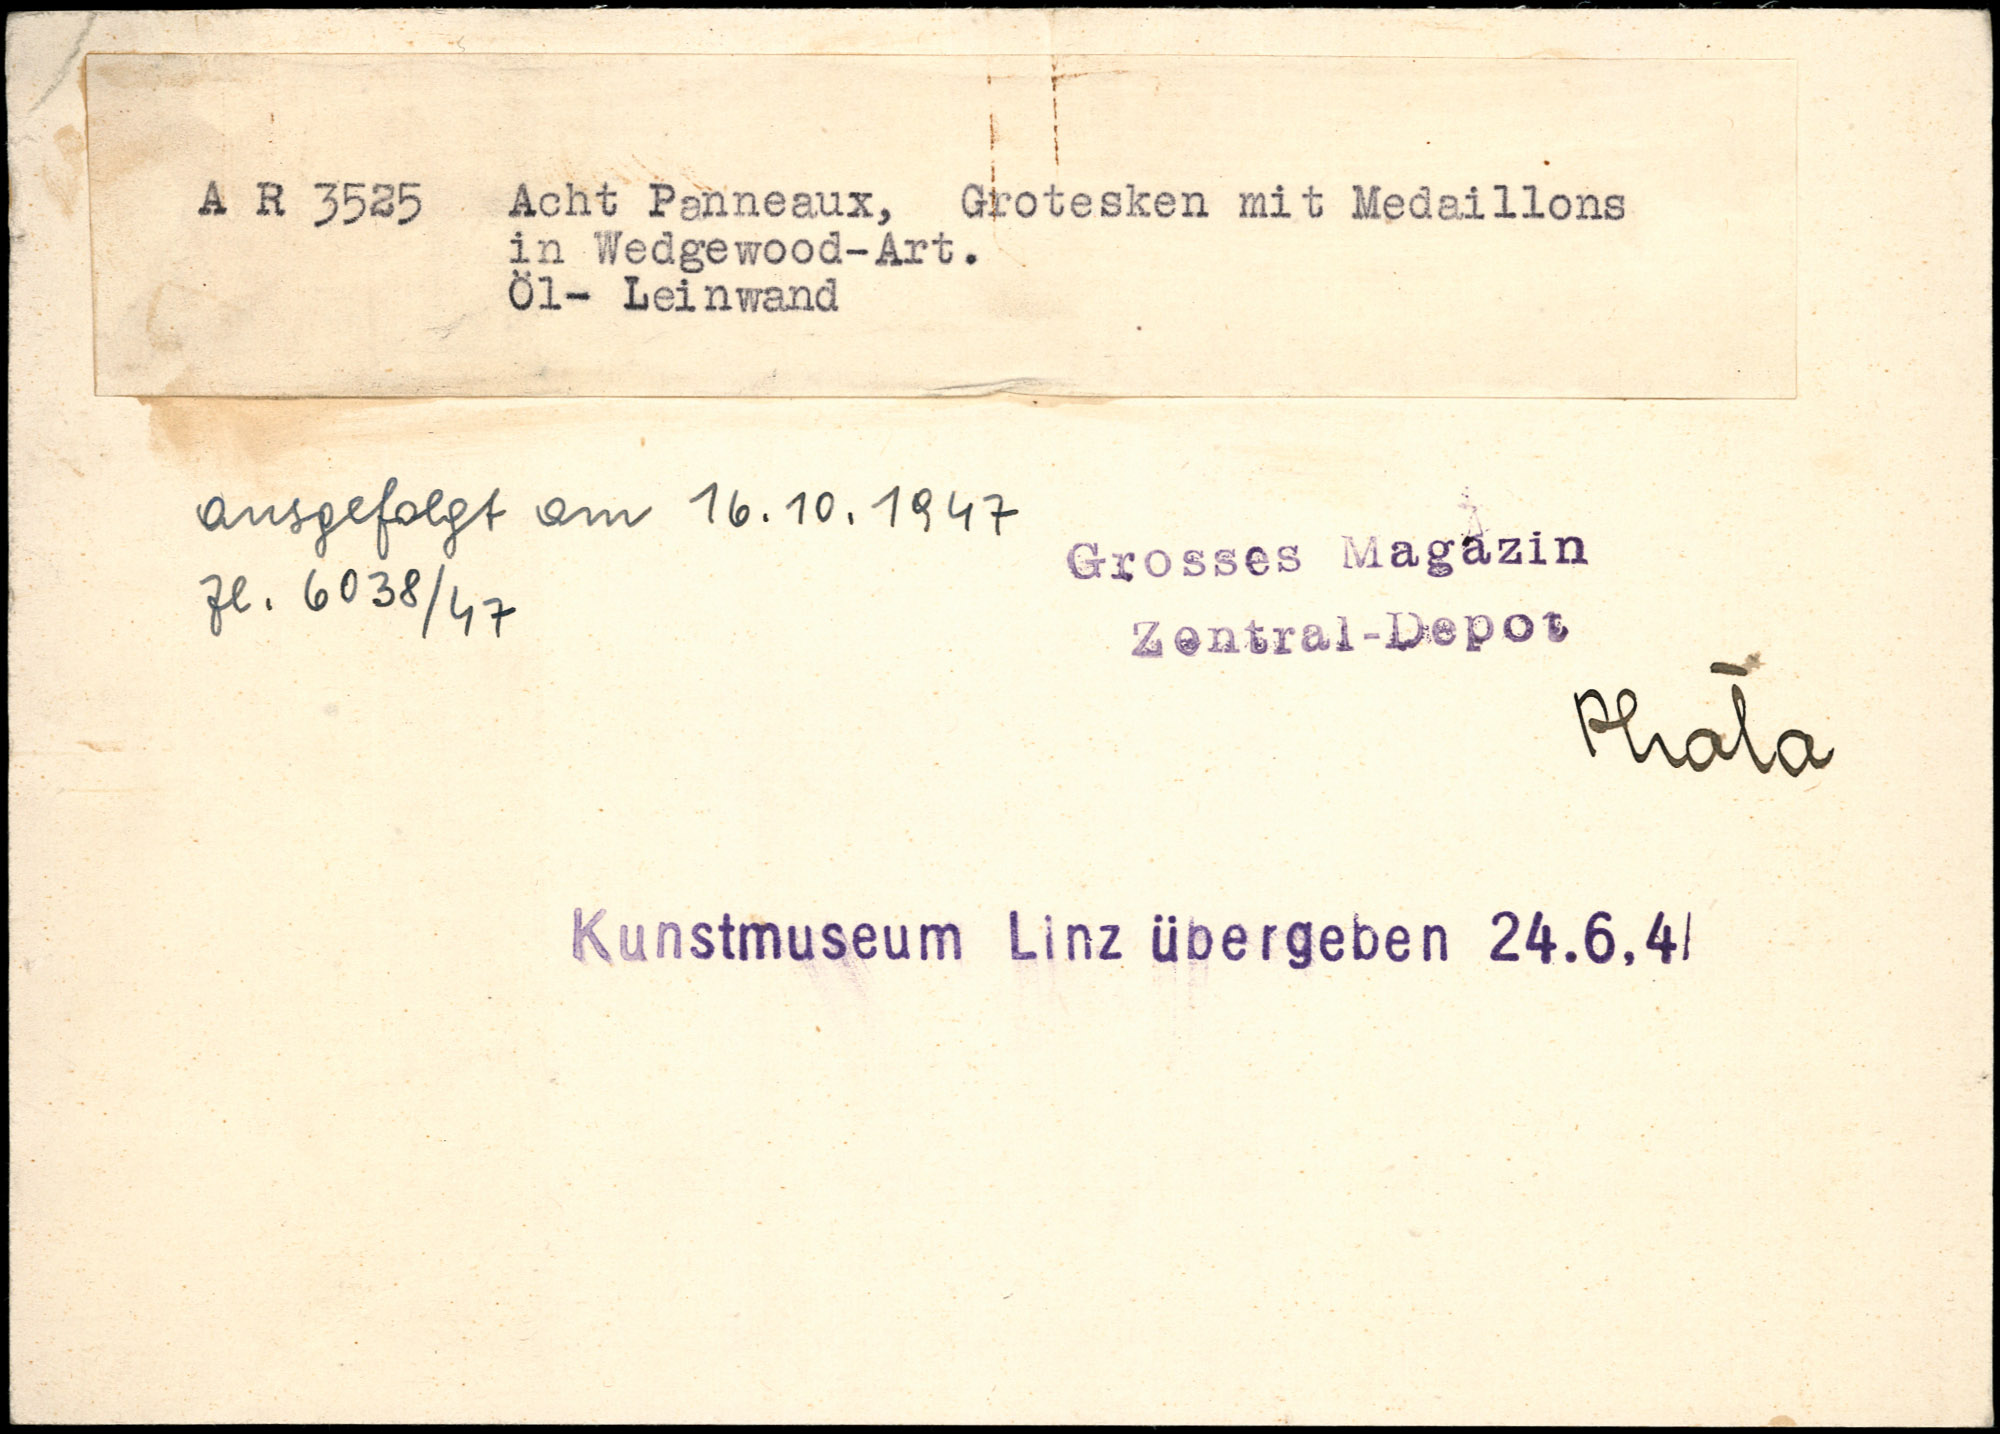 A R 3525 Acht Panneaux, Grotesken mit Medaillons
in Wedgewood-Art.
Öl- Leinwand
ausgefolgt am 16.10.1947
Zl. 6038/47
Grosses Magazin
Zentral-Depot
Kunstmuseum Linz übergeben 24.6.41